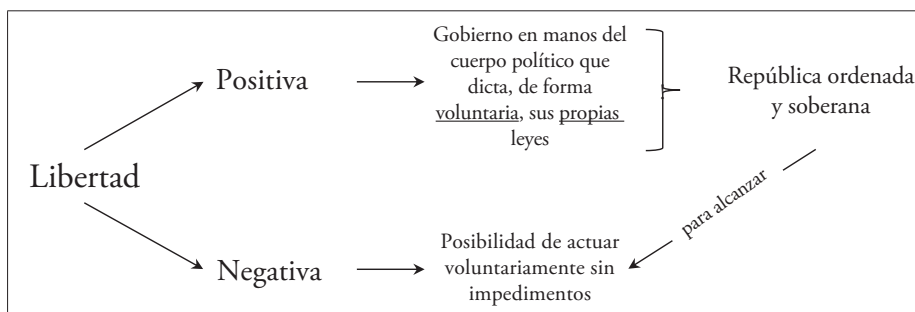 Libertad
Positiva
Gobierno en manos del
cuerpo político que
dicta, de forma
voluntaria, sus propias
leyes
República ordenada
y soberana
para alcanzar
Negativa
Posibilidad de actuar
voluntariamente sin
impedimentos